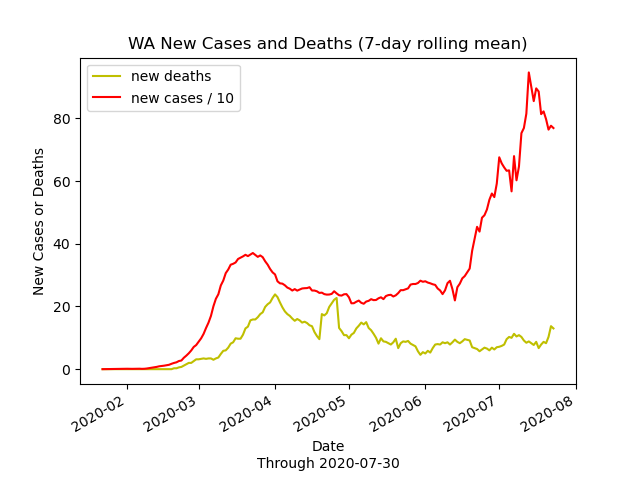 WA New Cases and Deaths (7-day rolling mean)
new deaths
new cases / 10
New Cases or Deaths
80
60
40
20
0
2020-02
2020-03
2020-04
2020-05
2020-06
2020-07
2020-08
Date
Through 2020-07-30